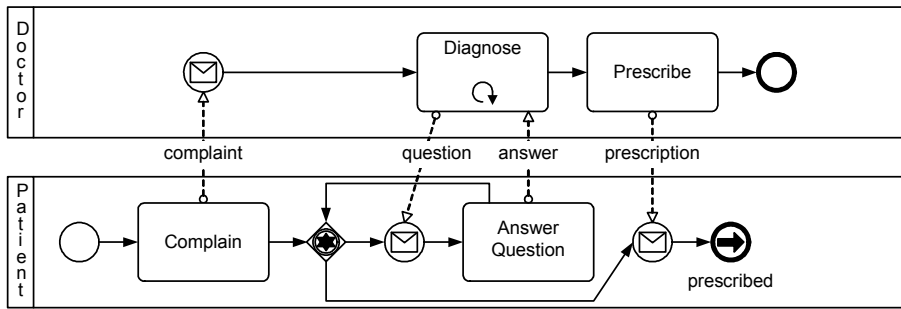 Doctor
Diagnose
Prescribe
complaint
question
answer
prescription
Patient
Complain
Answer
Question
prescribed